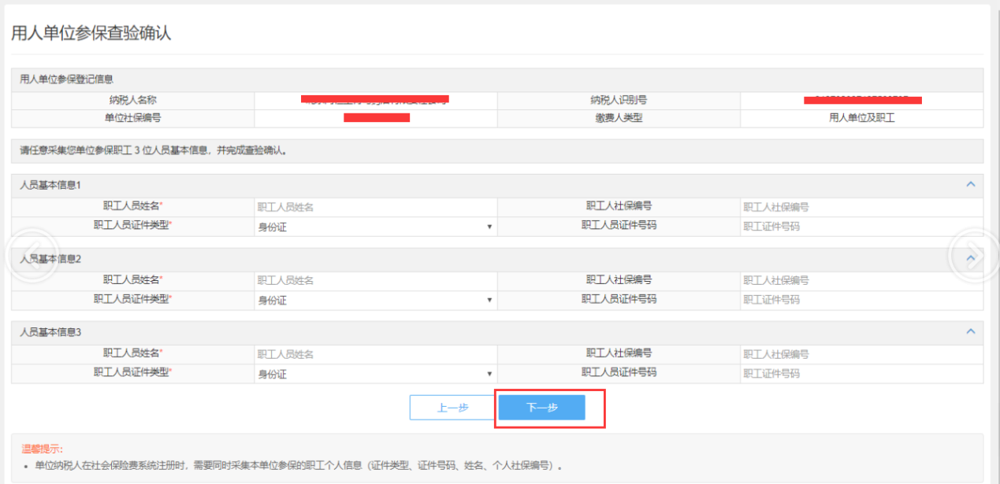 用人单位参保查验确认
用人单位参保登记信息
纳税人名称 纳税人识别号
单位社保编号 缴费人类型 用人单位及职工
请任意采集您单位参保职工 3 位人员基本信息，并完成查验确认。
人员基本信息1
职工人员姓名* 职工人员姓名 职工人社保编号 职工人社保编号
职工人员证件类型* 身份证 职工人员证件号码 职工证件号码
人员基本信息2
职工人员姓名* 职工人员姓名 职工人社保编号 职工人社保编号
职工人员证件类型* 身份证 职工人员证件号码 职工证件号码
人员基本信息3
职工人员姓名* 职工人员姓名 职工人社保编号 职工人社保编号
职工人员证件类型* 身份证 职工人员证件号码 职工证件号码
上一步 下一步
温馨提示：
• 单位纳税人在社会保险费系统注册时，需要同时采集本单位参保的职工个人信息（证件类型、证件号码、姓名、个人社保编号）。